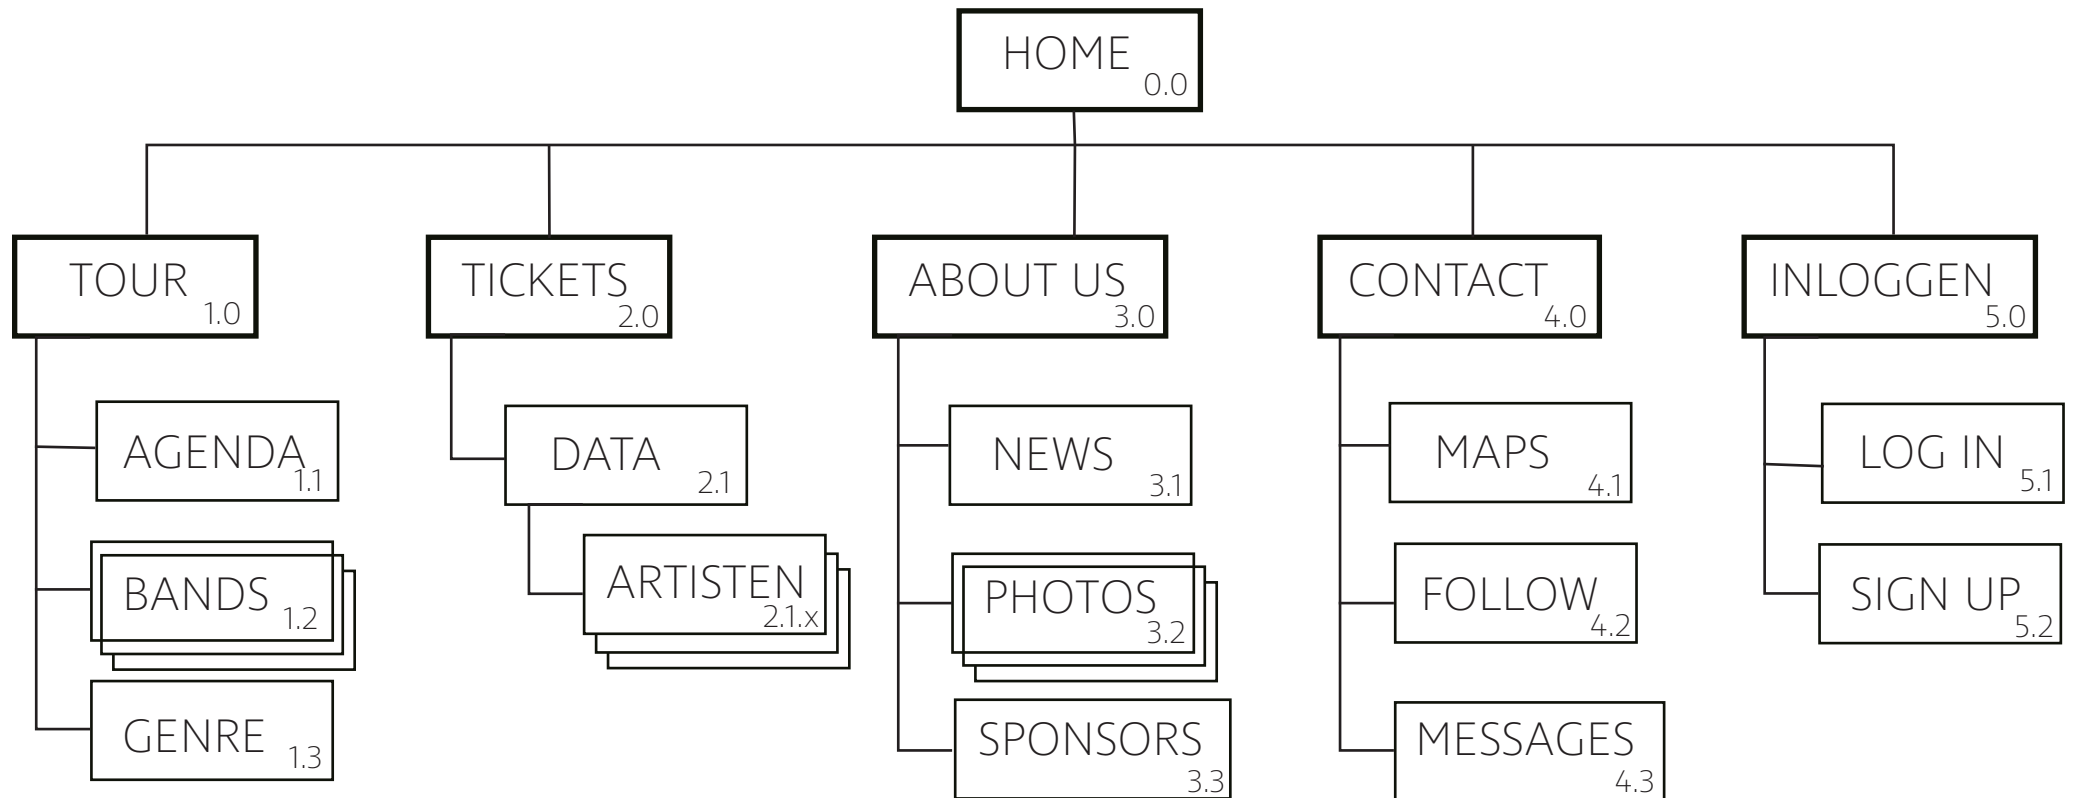 HOME
0.0
TOUR
1.0
TICKETS
2.0
ABOUT US
3.0
CONTACT
4.0
INLOGGEN
5.0
AGENDA
1.1
BANDS
1.2
GENRE
1.3
DATA
2.1
ARTISTEN
2.1.x
NEWS
3.1
PHOTOS
3.2
SPONSORS
3.3
MAPS
4.1
FOLLOW
4.2
MESSAGES
4.3
LOG IN
5.1
SIGN UP
5.2